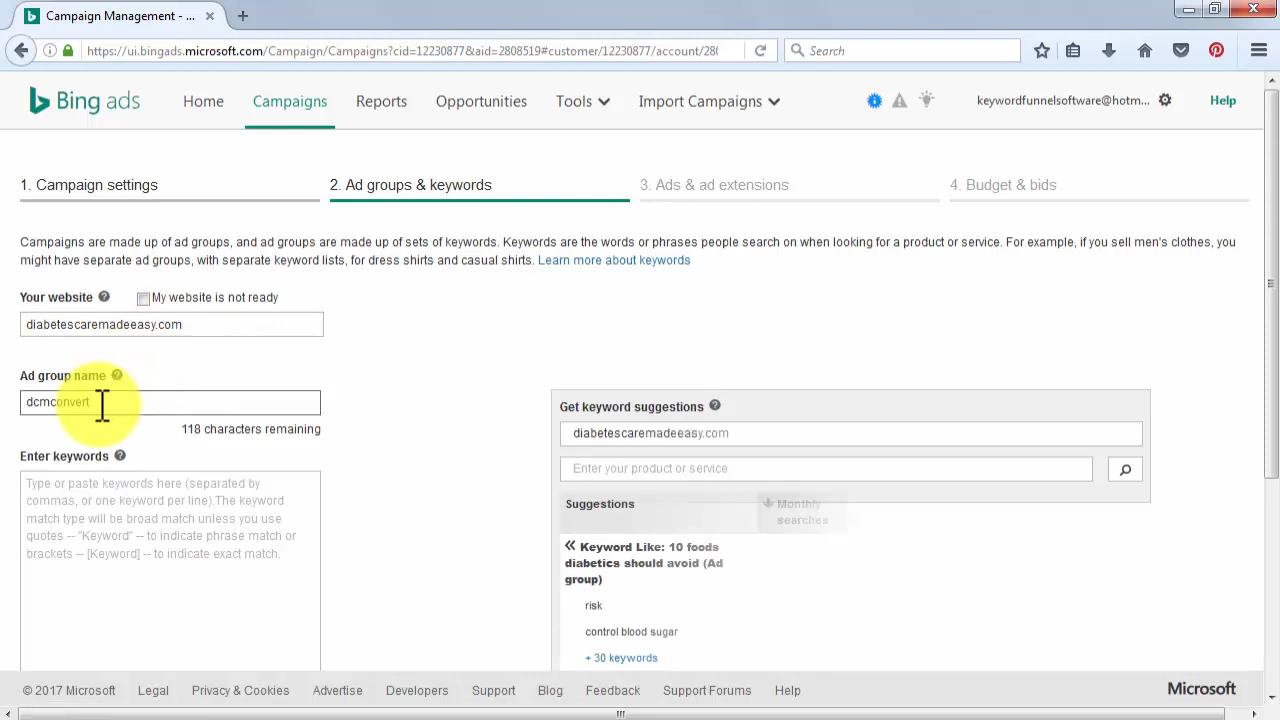 Campaign Management - ...
https://ui.bingads.microsoft.com/Campaign/Campaigns?cid=12230877&aid=2808519#customer/12230877/account/280
Search
Bing ads
Home
Campaigns
Reports
Opportunities
Tools
Import Campaigns
keywordfunnelsoftware@hotm...
Help
1. Campaign settings
2. Ad groups & keywords
3. Ads & ad extensions
4. Budget & bids
Campaigns are made up of ad groups, and ad groups are made up of sets of keywords. Keywords are the words or phrases people search on when looking for a product or service. For example, if you sell men's clothes, you
might have separate ad groups, with separate keyword lists, for dress shirts and casual shirts. Learn more about keywords
Your website
My website is not ready
diabetescaremadeeasy.com
Ad group name
dcmconvert
118 characters remaining
Enter keywords
Type or paste keywords here (separated by
commas, or one keyword per line).The keyword
match type will be broad match unless you use
quotes -- "Keyword" -- to indicate phrase match or
brackets -- [Keyword] -- to indicate exact match.
Get keyword suggestions
diabetescaremadeeasy.com
Enter your product or service
Suggestions
Monthly
searches
Keyword Like: 10 foods
diabetics should avoid (Ad
group)
risk
control blood sugar
+ 30 keywords
© 2017 Microsoft
Legal
Privacy & Cookies
Advertise
Developers
Support
Blog
Feedback
Support Forums
Help
Microsoft